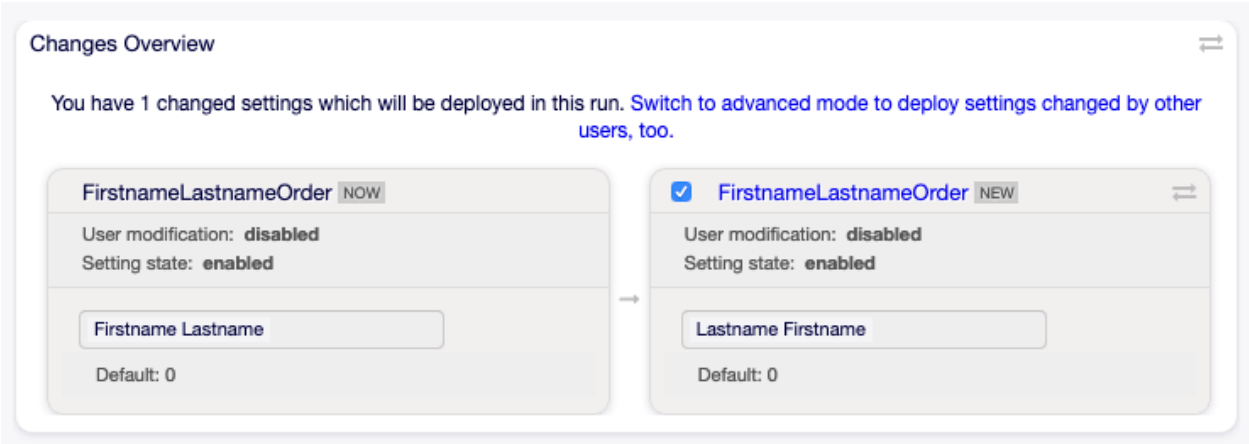 Changes Overview
You have 1 changed settings which will be deployed in this run. Switch to advanced mode to deploy settings changed by other
users, too.
FirstnameLastnameOrder NOW
User modification: disabled
Setting state: enabled
Firstname Lastname
Default: 0
FirstnameLastnameOrder NEW
User modification: disabled
Setting state: enabled
Lastname Firstname
Default: 0